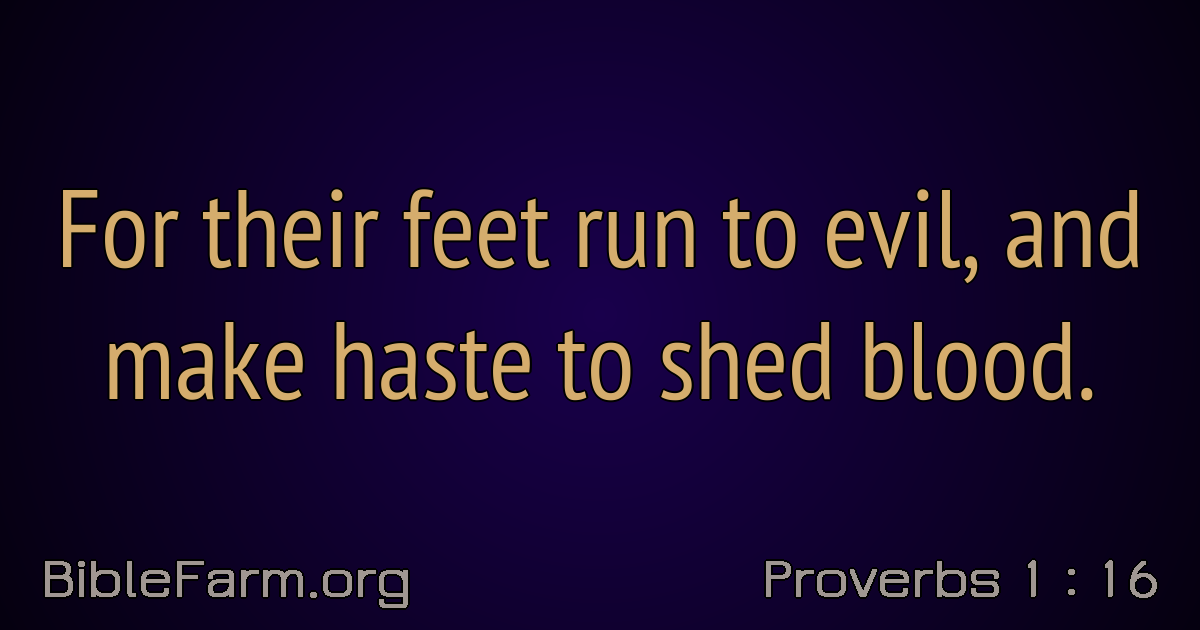 For their feet run to evil, and
make haste to shed blood.
BibleFarm.org
Proverbs 1 : 16